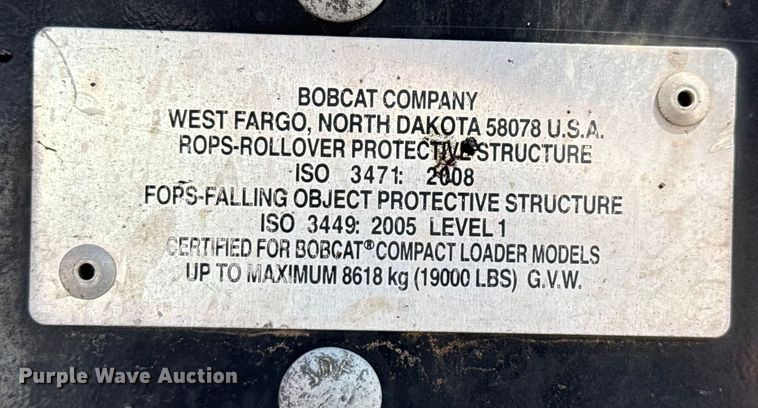 BOBCAT COMPANY
WEST FARGO, NORTH DAKOTA 58078 U.S.A.
ROPS-ROLLOVER PROTECTIVE STRUCTURE
ISO 3471: 2008
FOPS-FALLING OBJECT PROTECTIVE STRUCTURE
ISO 3449: 2005 LEVEL 1
CERTIFIED FOR BOBCAT® COMPACT LOADER MODELS
UP TO MAXIMUM 8618 kg (19000 LBS) G.V.W.
Purple Wave Auction